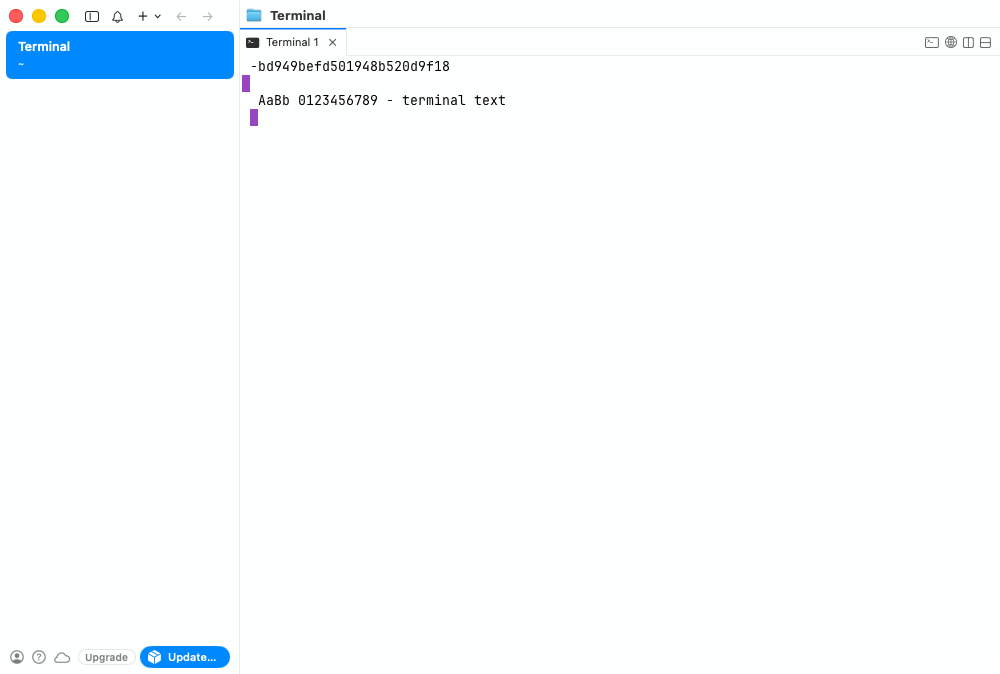 Terminal
Terminal
~
Terminal 1
-bd949befd501948b520d9f18
AaBb 0123456789 - terminal text
Upgrade
Update...